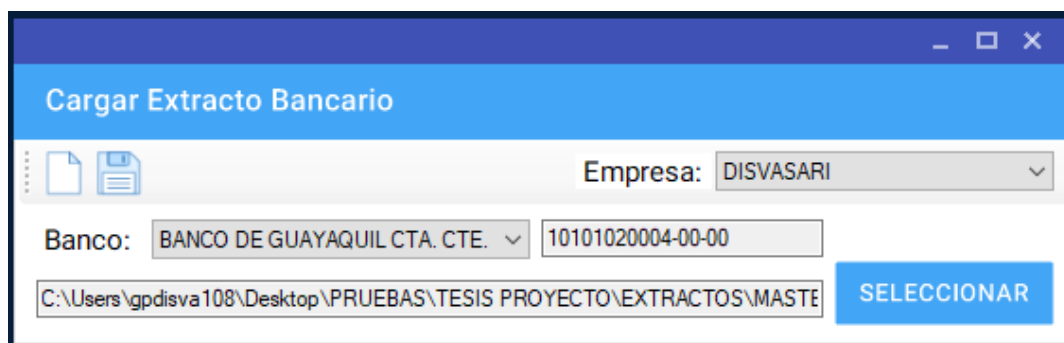 Cargar Extracto Bancario
Empresa: DISVASARI
Banco: BANCO DE GUAYAQUIL CTA. CTE. 10101020004-00-00
C:\Users\gpdisva108\Desktop\PRUEBAS\TESIS PROYECTO\EXTRACTOS\MASTE SELECCIONAR